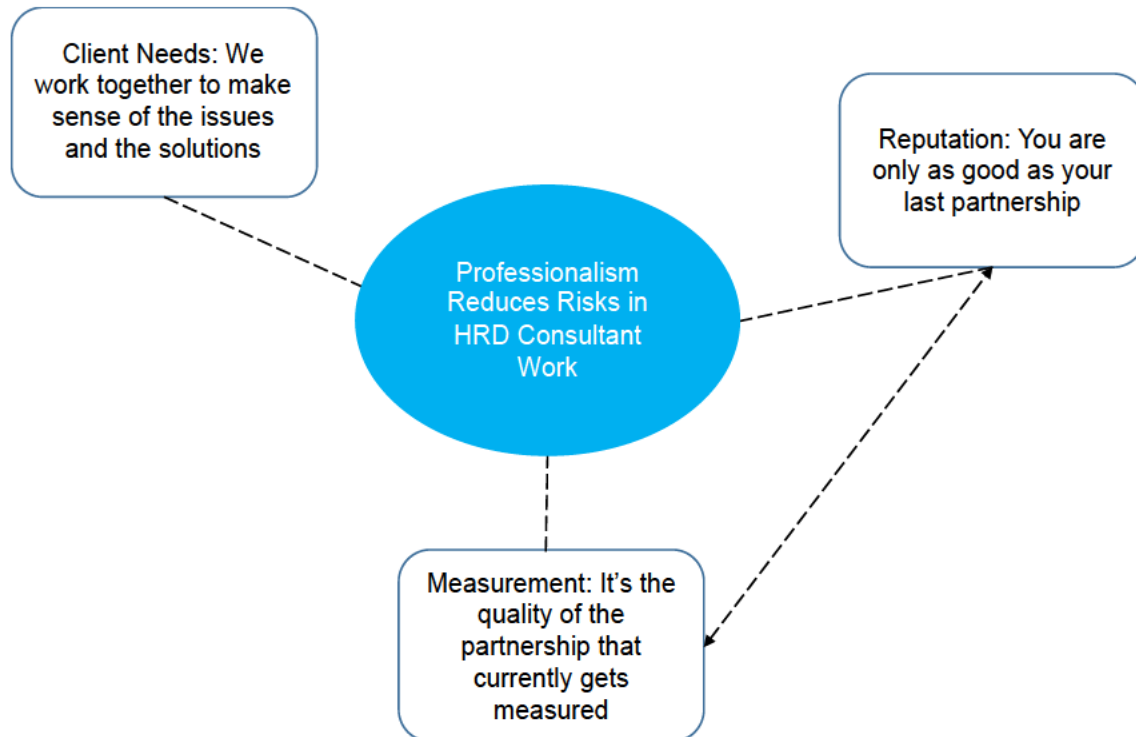 Client Needs: We
work together to make
sense of the issues
and the solutions
Reputation: You are
only as good as your
last partnership
Professionalism
Reduces Risks in
HRD Consultant
Work
Measurement: It’s the
quality of the
partnership that
currently gets
measured